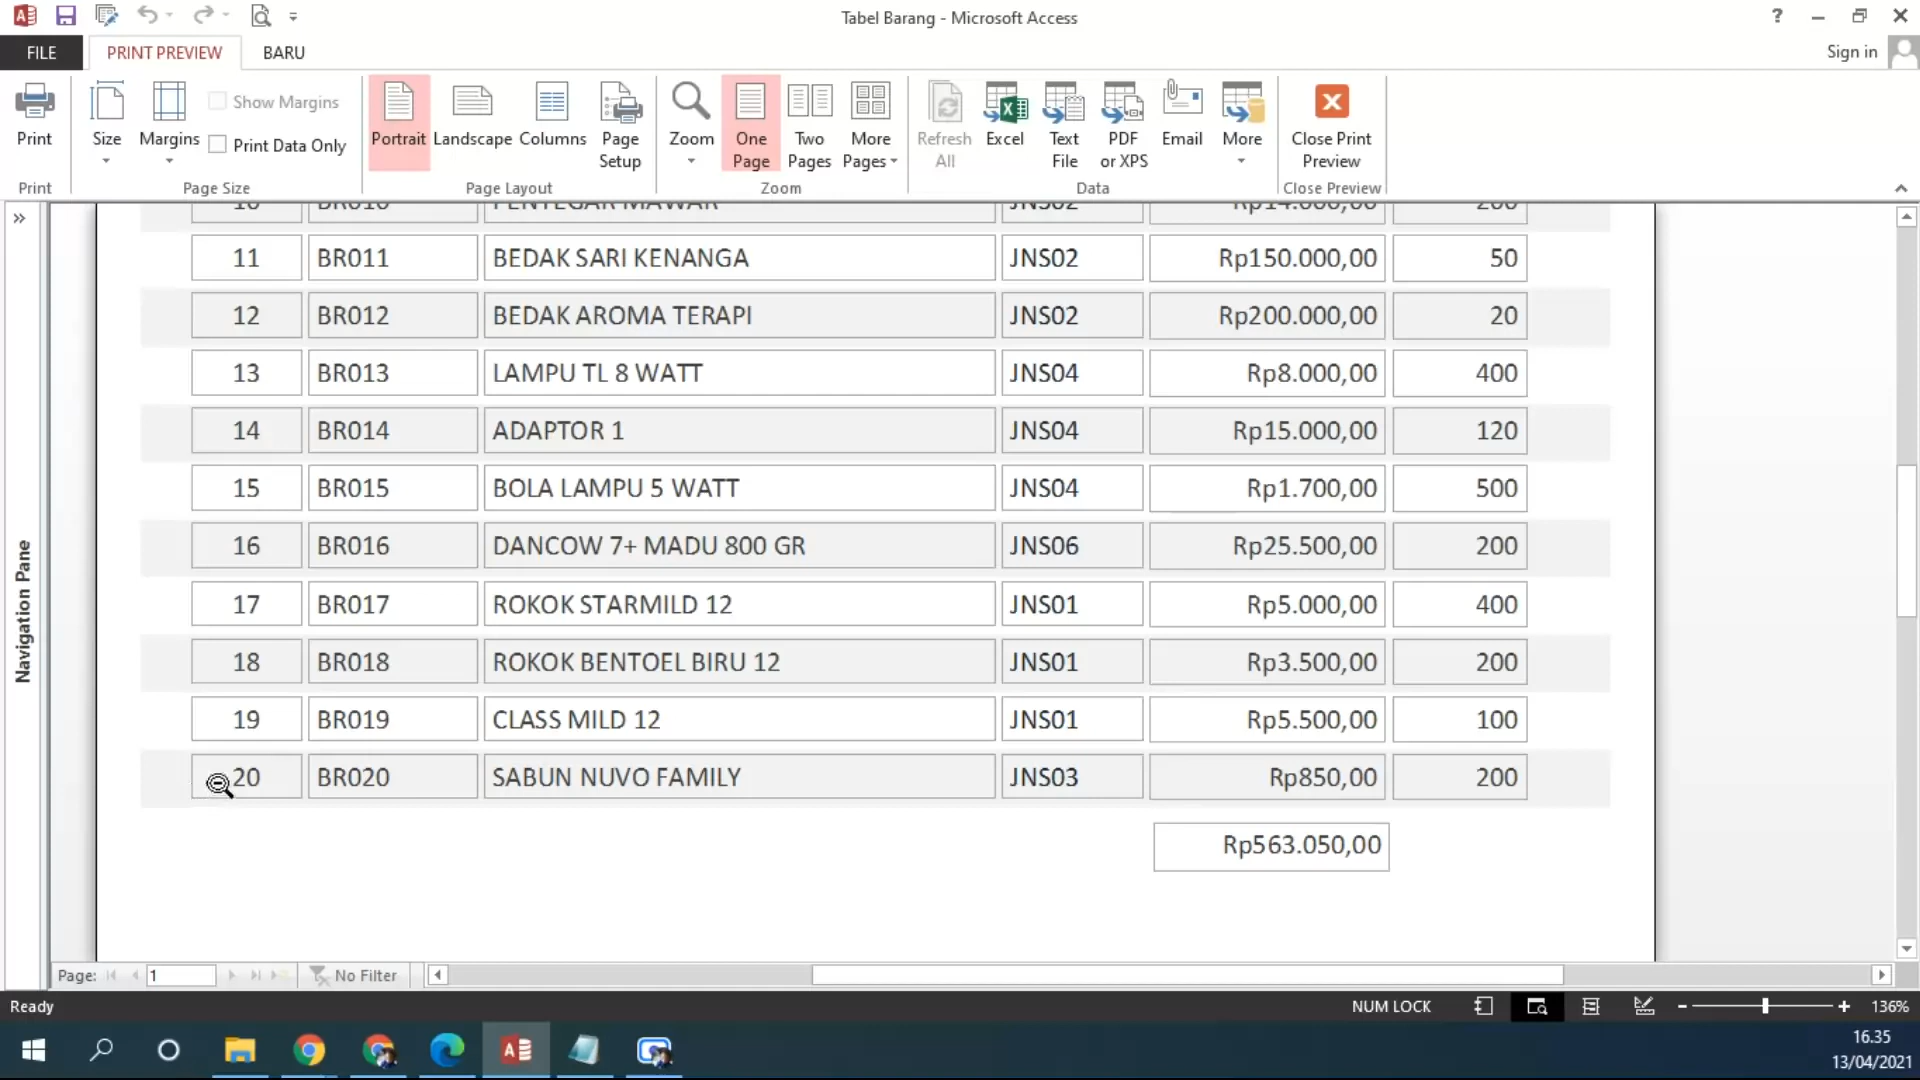 Tabel Barang - Microsoft Access
?
FILE PRINT PREVIEW BARU Sign in
Print Size Margins Show Margins Print Data Only Portrait Landscape Columns Page Setup Zoom One Page Two Pages More Pages Refresh All Excel Text File PDF or XPS Email More Close Print Preview
Print Page Size Page Layout Zoom Data Close Preview
Navigation Pane
10 BR010 PENYEGAR MAWAR JNS02 Rp14.000,00 200
11 BR011 BEDAK SARI KENANGA JNS02 Rp150.000,00 50
12 BR012 BEDAK AROMA TERAPI JNS02 Rp200.000,00 20
13 BR013 LAMPU TL 8 WATT JNS04 Rp8.000,00 400
14 BR014 ADAPTOR 1 JNS04 Rp15.000,00 120
15 BR015 BOLA LAMPU 5 WATT JNS04 Rp1.700,00 500
16 BR016 DANCOW 7+ MADU 800 GR JNS06 Rp25.500,00 200
17 BR017 ROKOK STARMILD 12 JNS01 Rp5.000,00 400
18 BR018 ROKOK BENTOEL BIRU 12 JNS01 Rp3.500,00 200
19 BR019 CLASS MILD 12 JNS01 Rp5.500,00 100
20 BR020 SABUN NUVO FAMILY JNS03 Rp850,00 200
Rp563.050,00
Page: 1 No Filter
Ready NUM LOCK 136%
16.35
13/04/2021